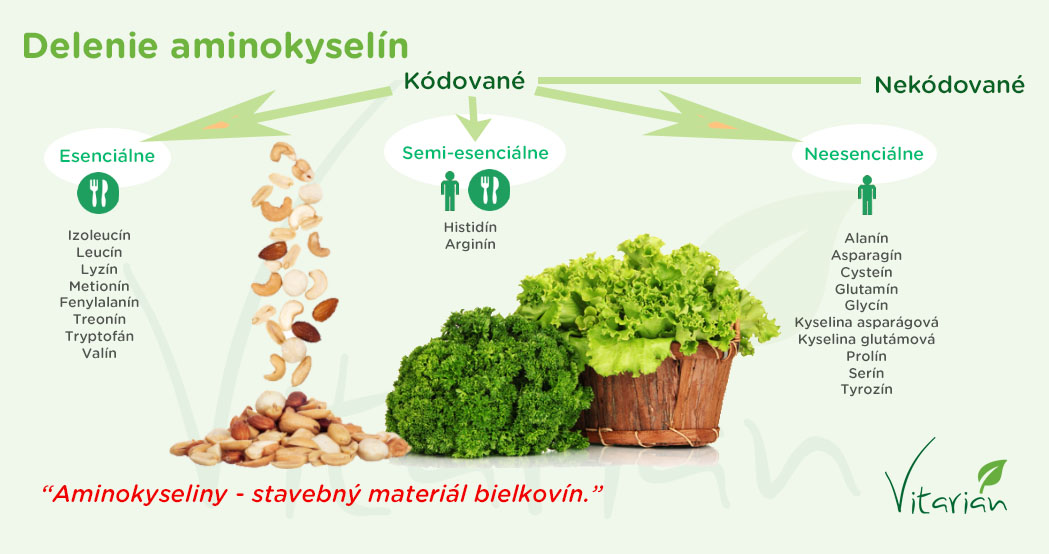 Delenie aminokyselín
Kódované
Nekódované
Esenciálne
Izoleucín
Leucín
Lyzín
Metionín
Fenylalanín
Treonín
Tryptofán
Valín
Semi-esenciálne
Histidín
Arginín
Neesenciálne
Alanín
Asparagín
Cysteín
Glutamín
Glycín
Kyselina asparágová
Kyselina glutámová
Prolín
Serín
Tyrozín
“Aminokyseliny - stavebný materiál bielkovín.”
Vitarian
Vitarian